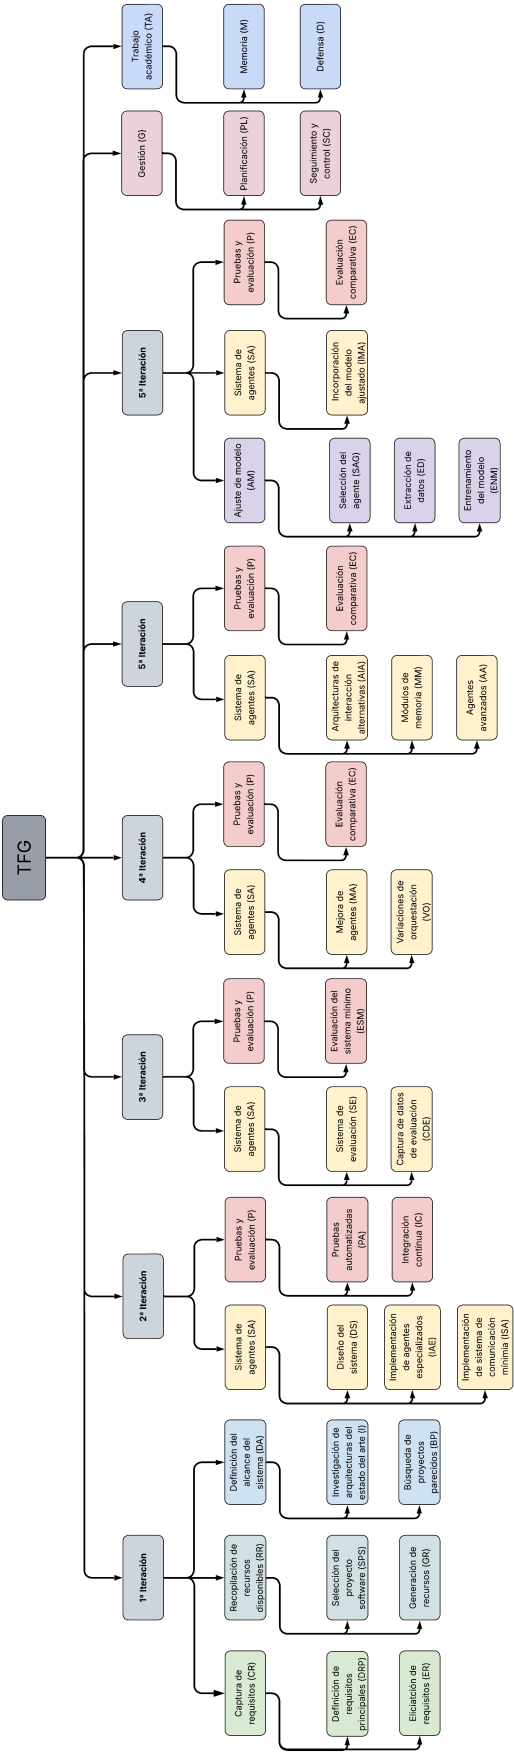 TFG
1ª Iteración
2ª Iteración
3ª Iteración
4ª Iteración
5ª Iteración
5ª Iteración
Gestión (G)
Trabajo
académico (TA)
Captura de
requisitos (CR)
Definición de
requisitos
principales (DRP)
Eliciatción de
requisitos (ER)
Recopilación de
recursos
disponibles (RR)
Selección del
proyecto
software (SPS)
Generación de
recursos (GR)
Definición del
alcance del
sistema (DA)
Investigación de
arquitecturas del
estado del arte (I)
Búsqueda de
proyectos
parecidos (BP)
Sistema de
agentes (SA)
Diseño del
sistema (DS)
Implementación
de agentes
especializados
(IAE)
Implementación
de sistema de
comunicación
mínimia (ISA)
Pruebas y
evaluación (P)
Pruebas
automatizadas
(PA)
Integración
contínua (IC)
Sistema de
agentes (SA)
Sistema de
evaluación (SE)
Captura de datos
de evaluación
(CDE)
Pruebas y
evaluación (P)
Evaluación del
sistema mínimo
(ESM)
Sistema de
agentes (SA)
Mejora de
agentes (MA)
Variaciones de
orquestación
(VO)
Pruebas y
evaluación (P)
Evaluación
comparativa (EC)
Sistema de
agentes (SA)
Arquitecturas de
interacción
alternativas (AIA)
Módulos de
memoria (MM)
Agentes
avanzados (AA)
Pruebas y
evaluación (P)
Evaluación
comparativa (EC)
Ajuste de modelo
(AM)
Selección del
agente (SAG)
Extracción de
datos (ED)
Entrenamiento
del modelo
(ENM)
Sistema de
agentes (SA)
Incorporación
del modelo
ajustado (IMA)
Pruebas y
evaluación (P)
Evaluación
comparativa (EC)
Planificación (PL)
Seguimiento y
control (SC)
Memoria (M)
Defensa (D)